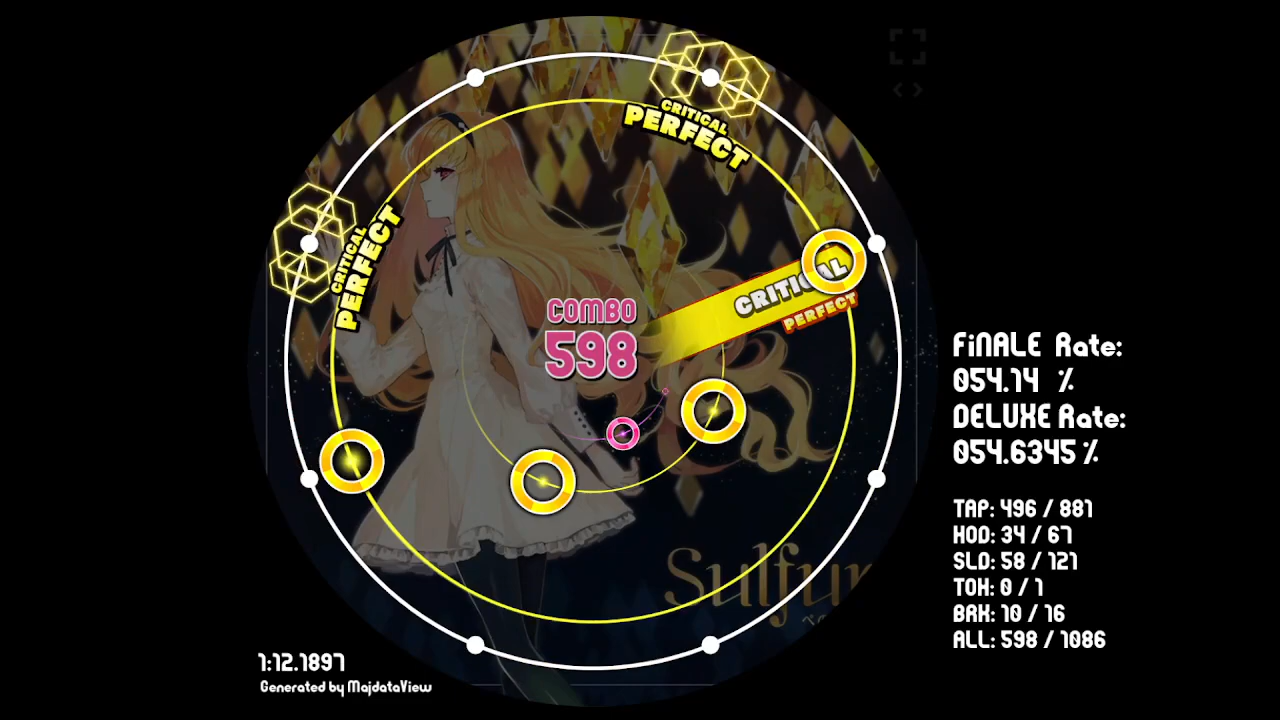 CRITICAL
PERFECT
CRITICAL
PERFECT
CRITICAL
PERFECT
COMBO
598
FiNALE Rate:
054.14 %
DELUXE Rate:
054.6345 %
TAP: 496 / 881
HOD: 34 / 67
SLD: 58 / 121
TOH: 0 / 1
BRK: 10 / 16
ALL: 598 / 1086
1:12.1897
Generated by MajdataView